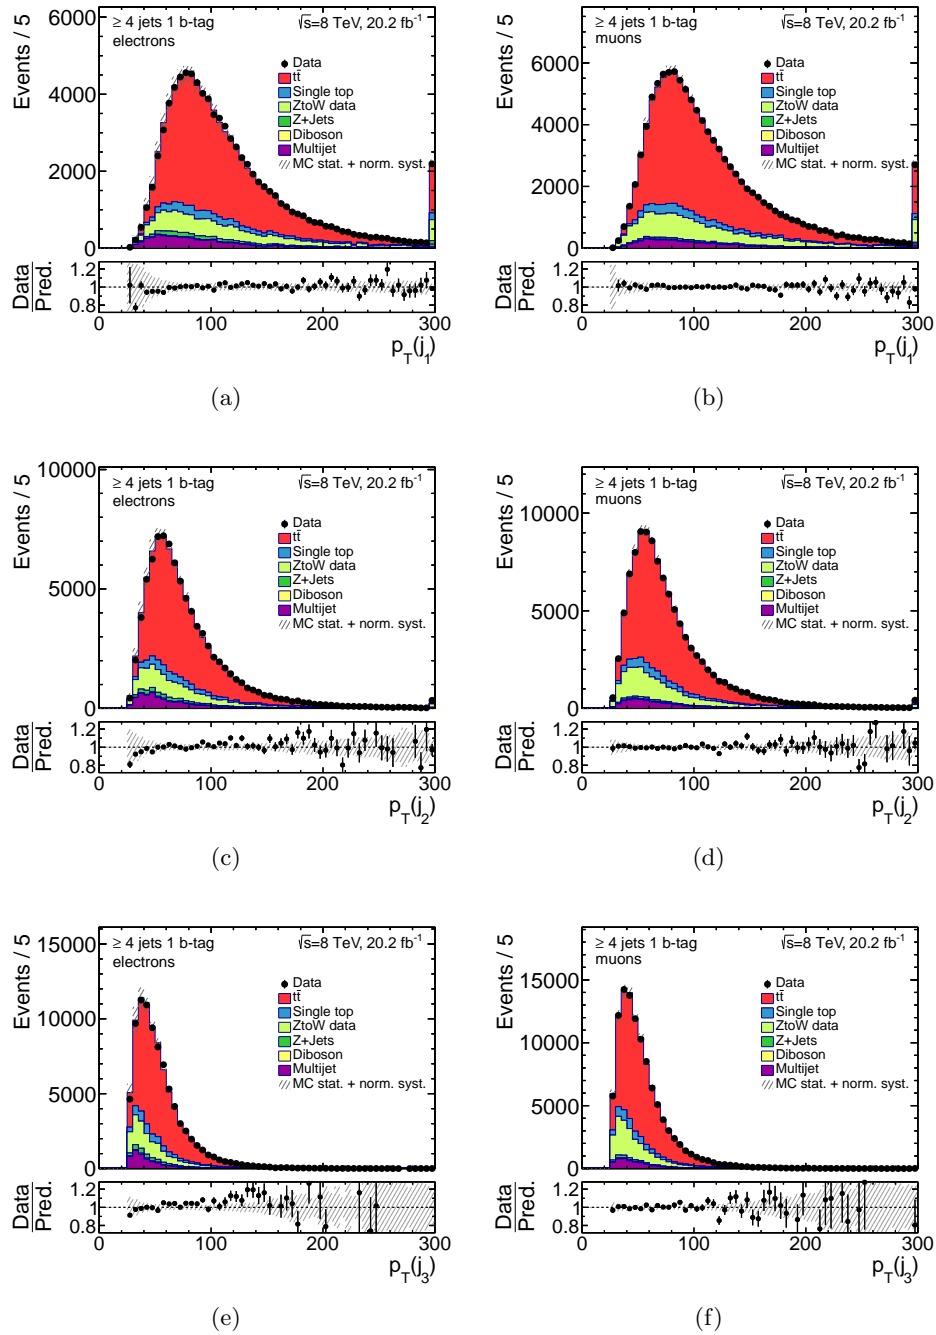 ≥ 4 jets 1 b-tag
electrons
√s=8 TeV, 20.2 fb⁻¹
Events / 5
6000
4000
2000
0
Data
tt̄
Single top
ZtoW data
Z+Jets
Diboson
Multijet
MC stat. + norm. syst.
Data
Pred.
1.2
1
0.8
0 100 200 300
p_T(j_1)
(a)
≥ 4 jets 1 b-tag
muons
√s=8 TeV, 20.2 fb⁻¹
Events / 5
6000
4000
2000
0
Data
tt̄
Single top
ZtoW data
Z+Jets
Diboson
Multijet
MC stat. + norm. syst.
Data
Pred.
1.2
1
0.8
0 100 200 300
p_T(j_1)
(b)
≥ 4 jets 1 b-tag
electrons
√s=8 TeV, 20.2 fb⁻¹
Events / 5
10000
5000
0
Data
tt̄
Single top
ZtoW data
Z+Jets
Diboson
Multijet
MC stat. + norm. syst.
Data
Pred.
1.2
1
0.8
0 100 200 300
p_T(j_2)
(c)
≥ 4 jets 1 b-tag
muons
√s=8 TeV, 20.2 fb⁻¹
Events / 5
10000
5000
0
Data
tt̄
Single top
ZtoW data
Z+Jets
Diboson
Multijet
MC stat. + norm. syst.
Data
Pred.
1.2
1
0.8
0 100 200 300
p_T(j_2)
(d)
≥ 4 jets 1 b-tag
electrons
√s=8 TeV, 20.2 fb⁻¹
Events / 5
15000
10000
5000
0
Data
tt̄
Single top
ZtoW data
Z+Jets
Diboson
Multijet
MC stat. + norm. syst.
Data
Pred.
1.2
1
0.8
0 100 200 300
p_T(j_3)
(e)
≥ 4 jets 1 b-tag
muons
√s=8 TeV, 20.2 fb⁻¹
Events / 5
15000
10000
5000
0
Data
tt̄
Single top
ZtoW data
Z+Jets
Diboson
Multijet
MC stat. + norm. syst.
Data
Pred.
1.2
1
0.8
0 100 200 300
p_T(j_3)
(f)